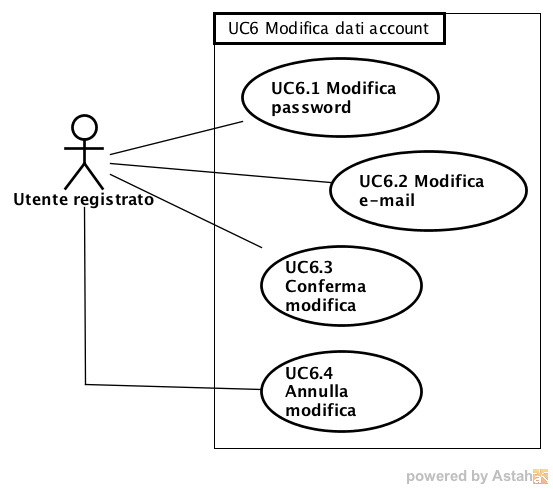 UC6 Modifica dati account
UC6.1 Modifica
password
Utente registrato
UC6.2 Modifica
e-mail
UC6.3
Conferma
modifica
UC6.4
Annulla
modifica
powered by Astah